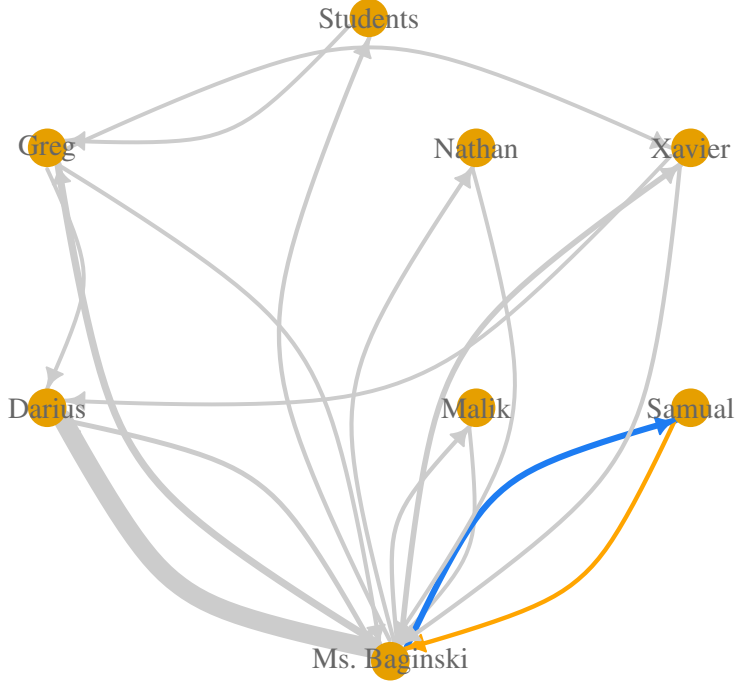 Students
Greg
Nathan
Xavier
Darius
Malik
Samual
Ms. Baginski